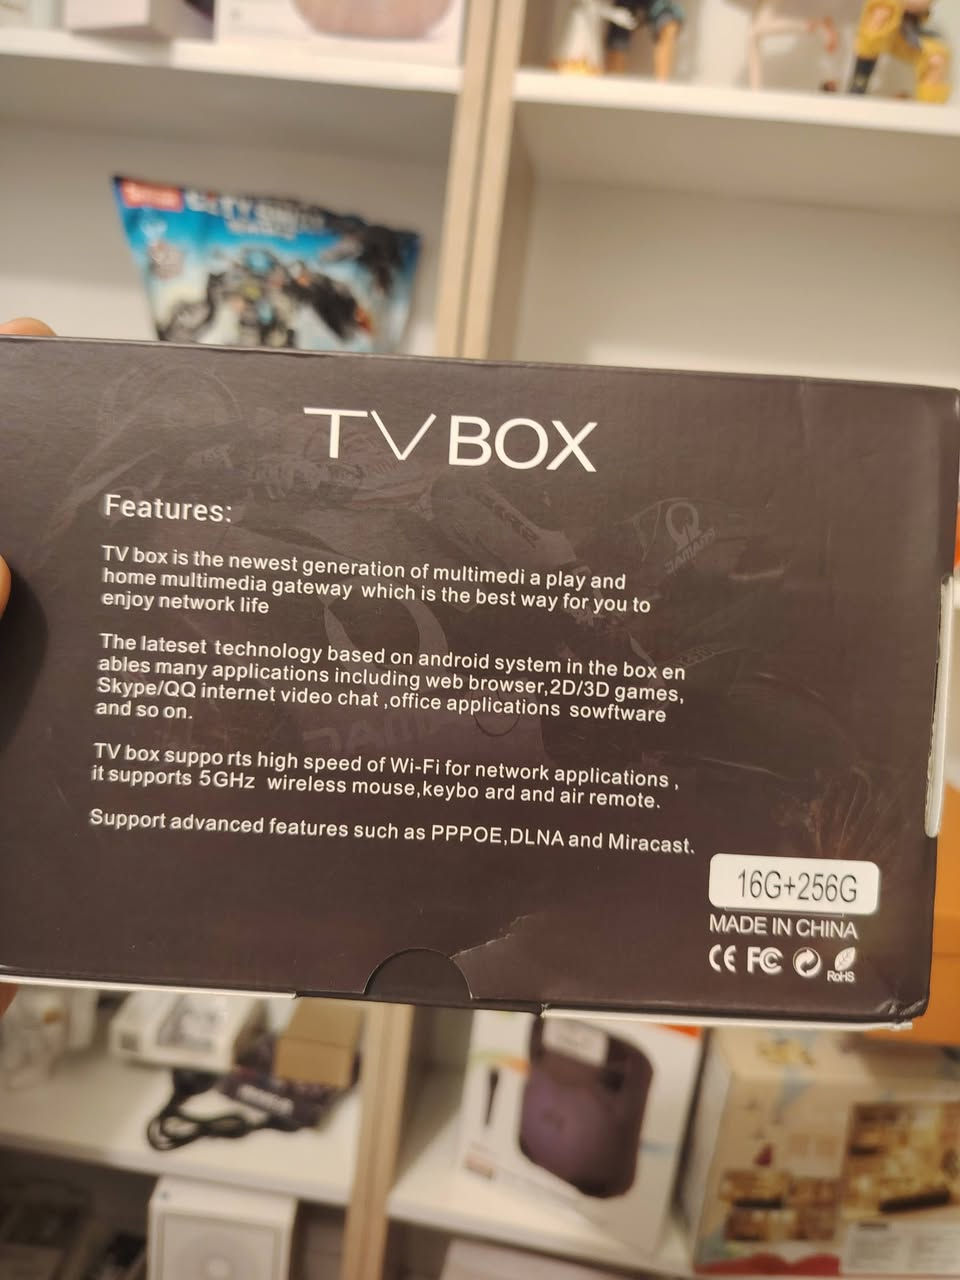 TV BOX
Features:
TV box is the newest generation of multimedi a play and
home multimedia gateway which is the best way for you to
enjoy network life
The lateset technology based on android system in the box en
ables many applications including web browser,2D/3D games,
Skype/QQ internet video chat ,office applications sowftware
and so on.
TV box suppo rts high speed of Wi-Fi for network applications ,
it supports 5GHz wireless mouse,keybo ard and air remote.
Support advanced features such as PPPOE,DLNA and Miracast.
16G+256G
MADE IN CHINA
CE FC RoHS